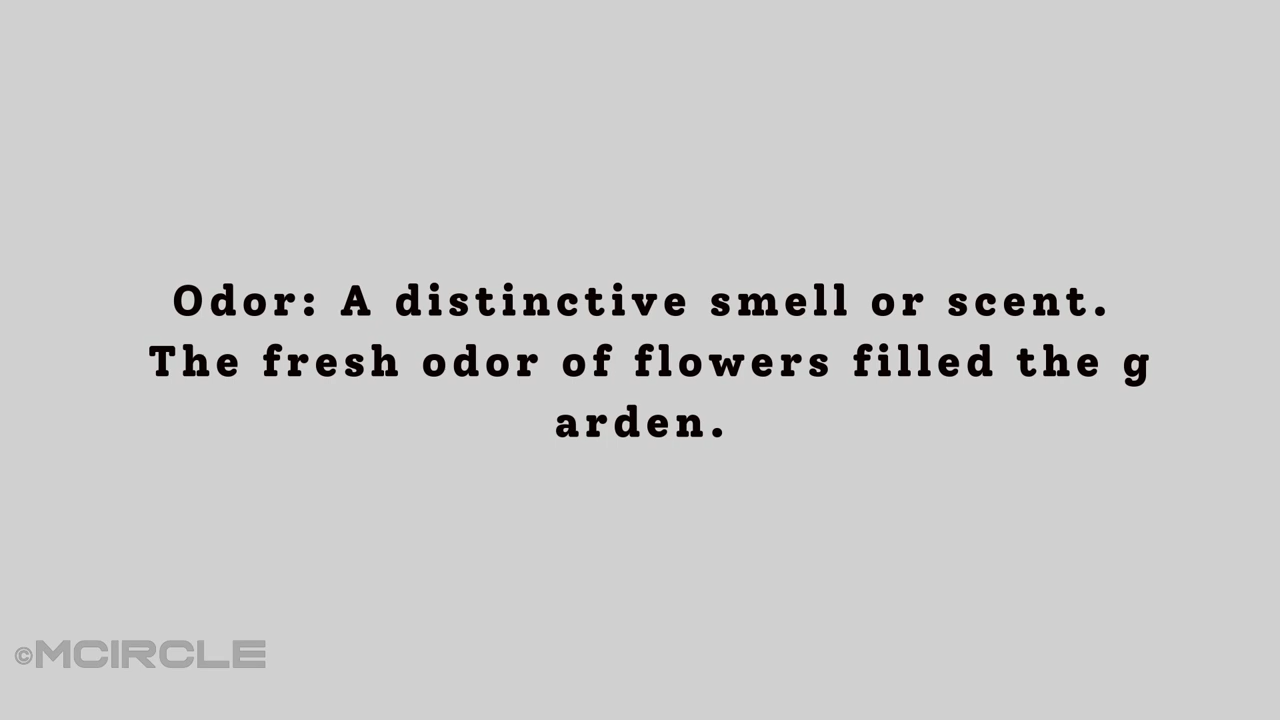 Odor: A distinctive smell or scent.
The fresh odor of flowers filled the g
arden.
©MCIRCLE